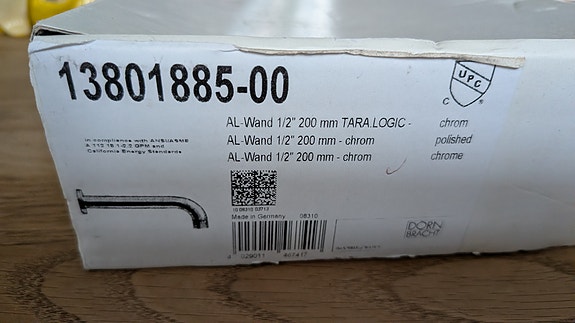 13801885-00
UPC
C
AL-Wand 1/2" 200 mm TARA.LOGIC - chrom
AL-Wand 1/2" 200 mm - chrom polished
AL-Wand 1/2" 200 mm - chrom chrome
In compliance with ANSI/ASME
California Energy Standards
Made in Germany 08310
DORN
BRACHT